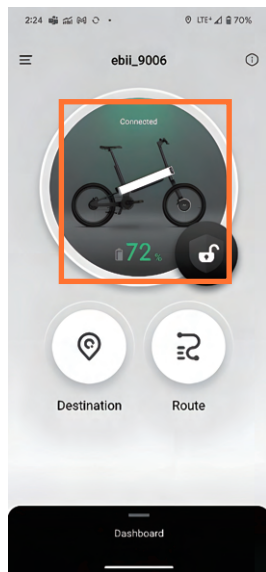 2:24 LTE+ 70%
ebii_9006
Connected
72%
Destination Route
Dashboard